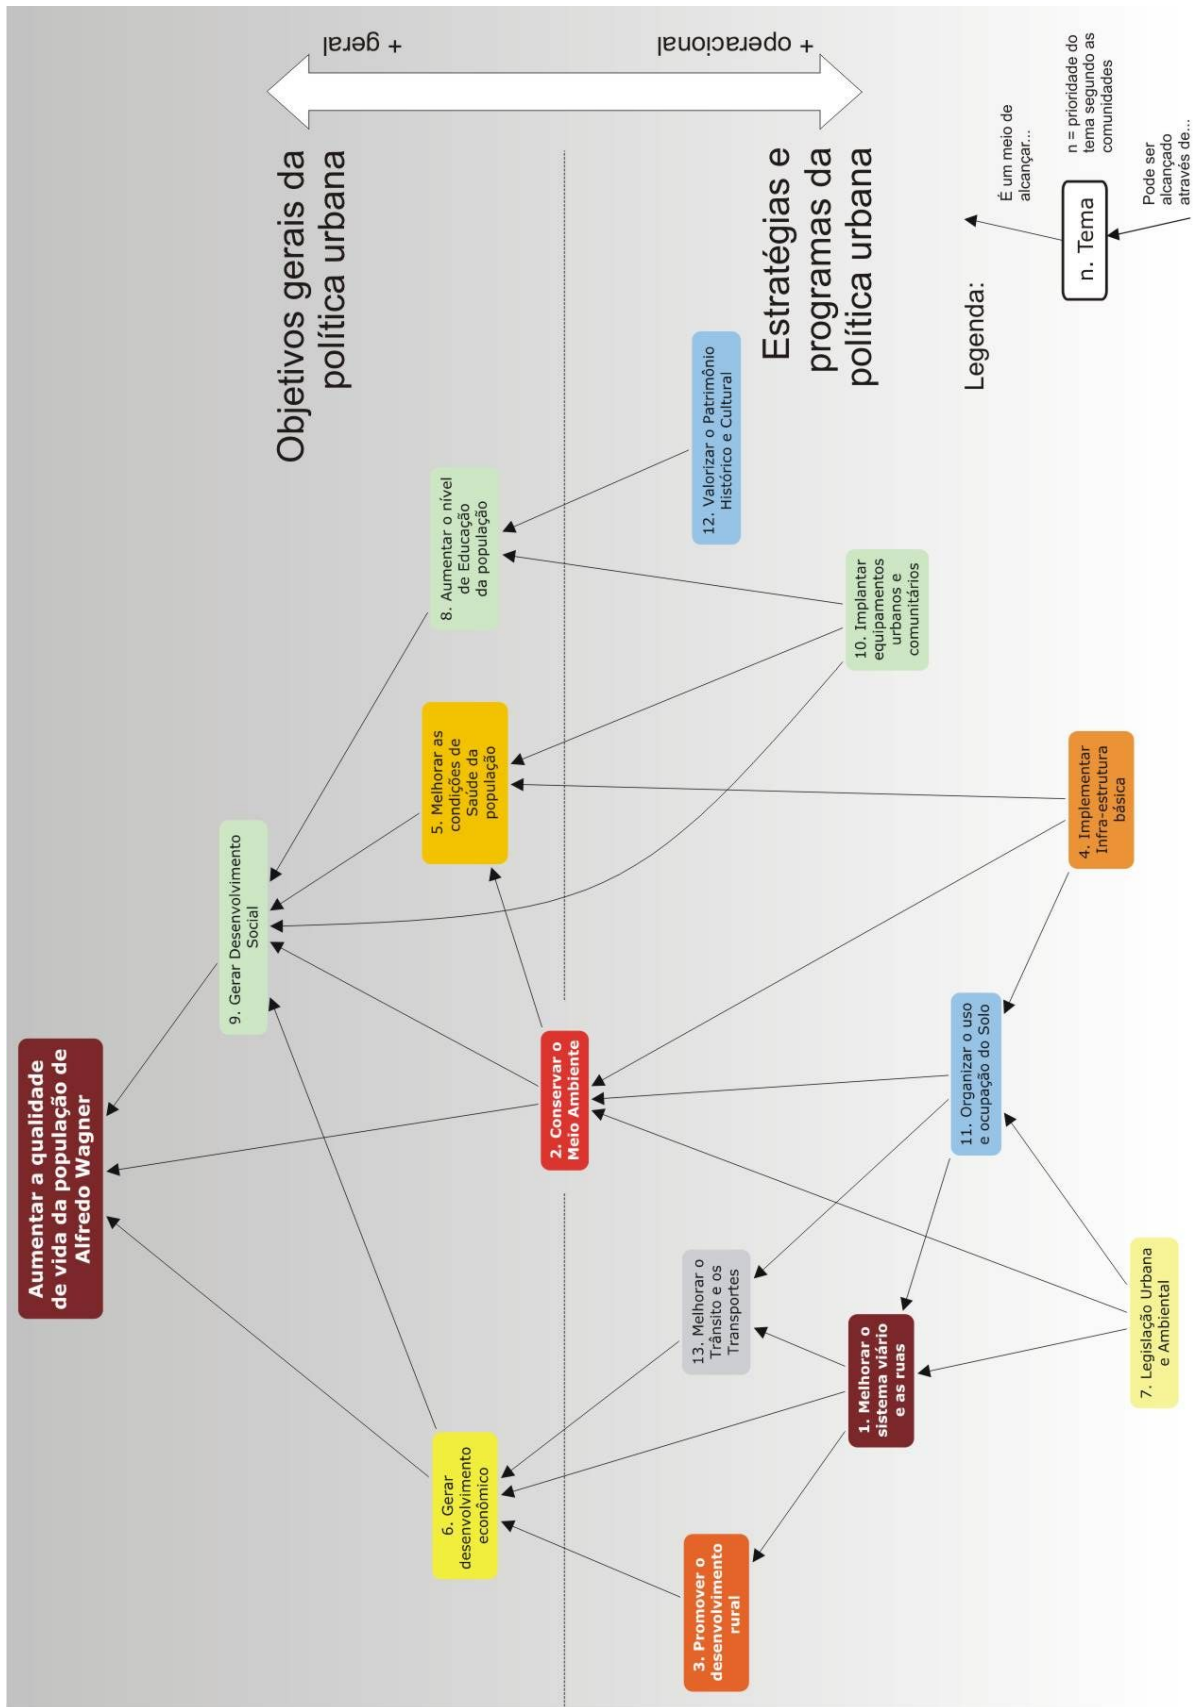 Aumentar a qualidade
de vida da população de
Alfredo Wagner
9. Gerar Desenvolvimento
Social
Objetivos gerais da
política urbana
+ geral
6. Gerar
desenvolvimento
econômico
5. Melhorar as
condições de
Saúde da
população
8. Aumentar o nível
de Educação
da população
2. Conservar o
Meio Ambiente
3. Promover o
desenvolvimento
rural
13. Melhorar o
Trânsito e os
Transportes
12. Valorizar o Patrimônio
Histórico e Cultural
Estratégias e
programas da
política urbana
+ operacional
1. Melhorar o
sistema viário
e as ruas
10. Implantar
equipamentos
urbanos e
comunitários
11. Organizar o uso
e ocupação do Solo
4. Implementar
Infra-estrutura
básica
7. Legislação Urbana
e Ambiental
Legenda:
É um meio de
alcançar...
n. Tema
n = prioridade do
tema segundo as
comunidades
Pode ser
alcançado
através de...